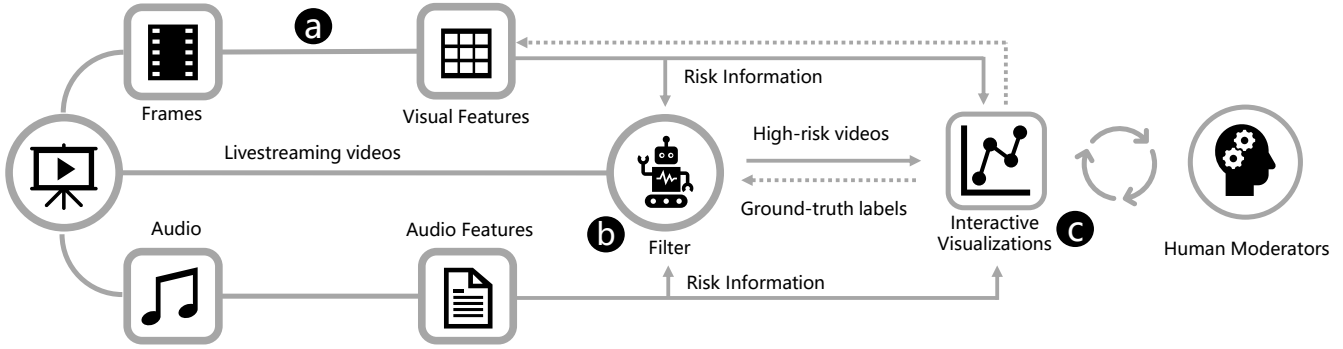 a
Frames
Visual Features
Risk Information
Livestreaming videos
High-risk videos
Ground-truth labels
b
Filter
Interactive
Visualizations
c
Human Moderators
Audio
Audio Features
Risk Information